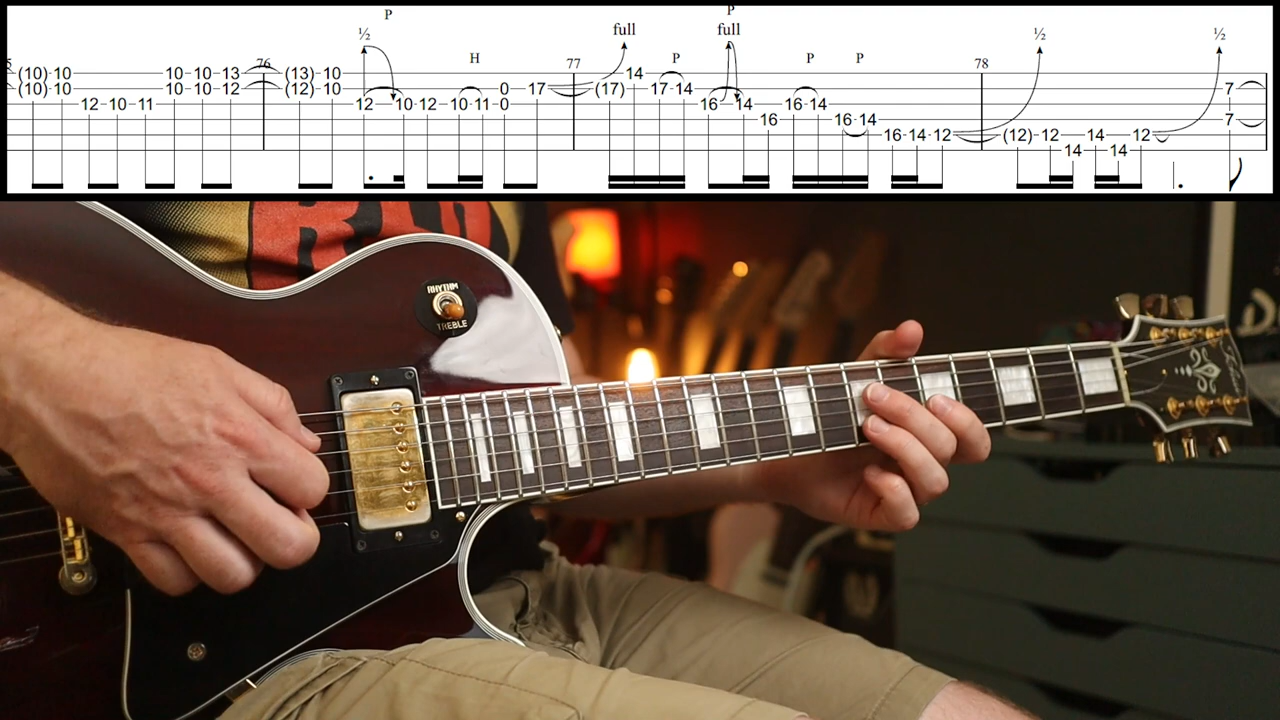 P P
½ full full ½ ½
H P P P
76 77 78
(10) 10 10 10 13 (13) 10 14
(10) 10 10 10 12 (12) 10 0 17 (17) 17 14 7
12 10 11 12 10 12 10 11 0 16 14 16 14
16 16 14 7
16 14 12 (12) 12 14 12
14 14
RHYTHM
TREBLE